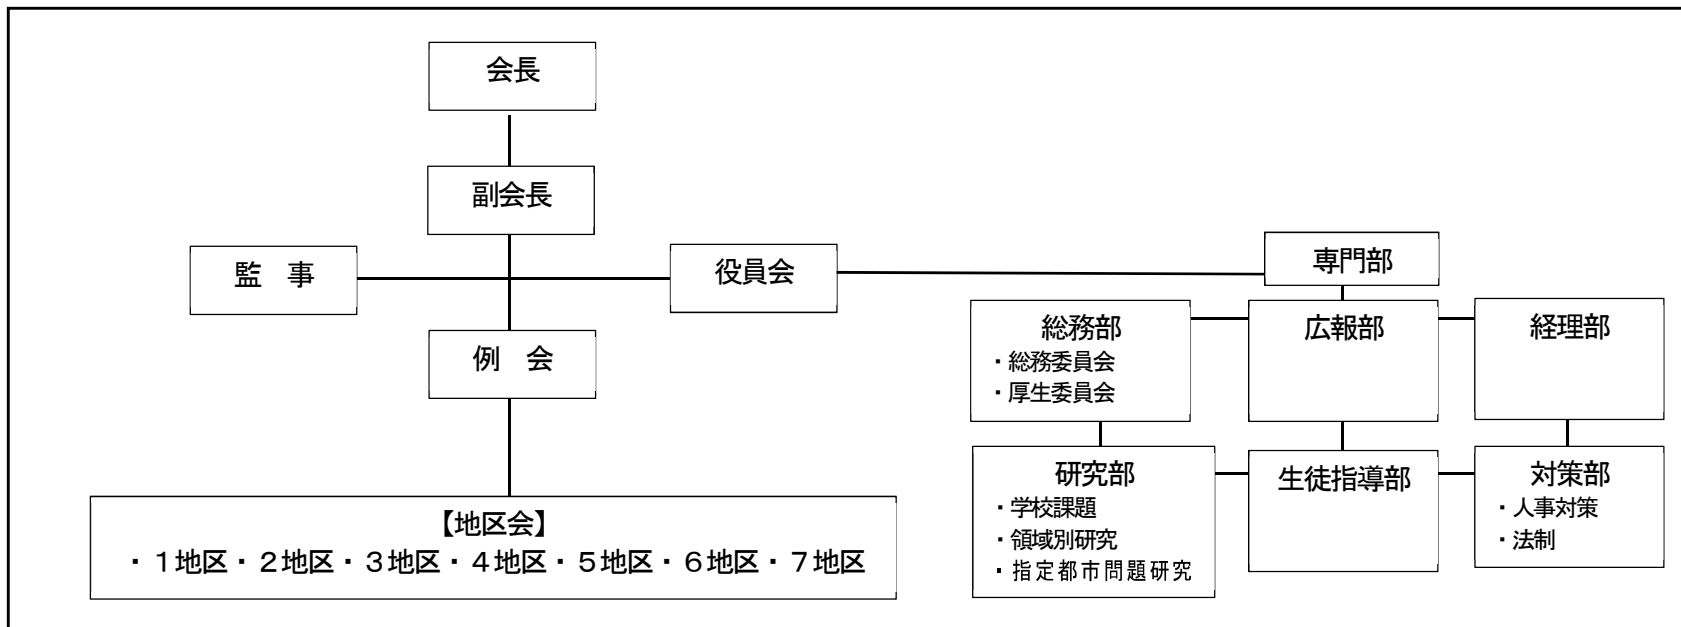 会長
副会長
監　事
役員会
専門部
例　会
総務部
・総務委員会
・厚生委員会
広報部
経理部
研究部
・学校課題
・領域別研究
・指定都市問題研究
生徒指導部
対策部
・人事対策
・法制
【地区会】
・１地区・２地区・３地区・４地区・５地区・６地区・７地区